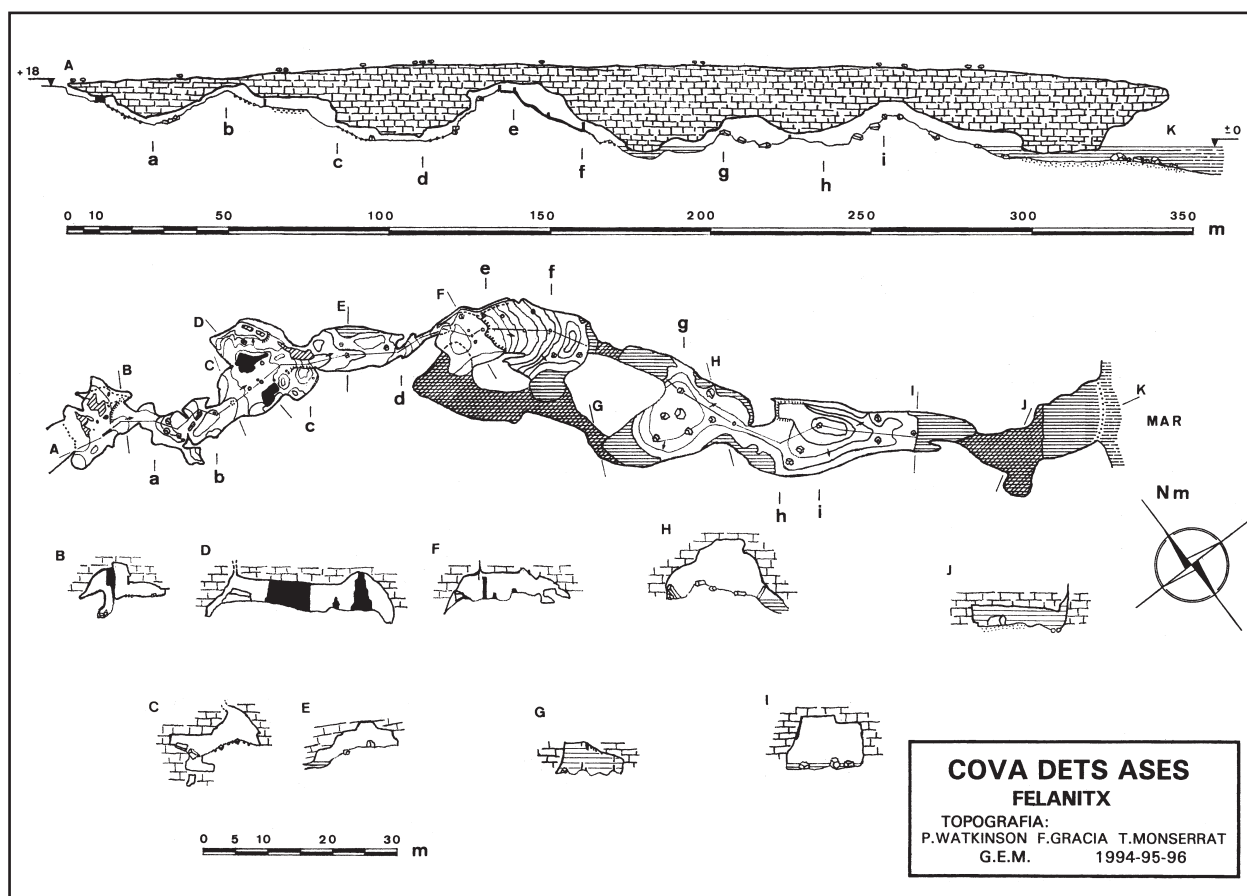 A
+18
K
±0
a
b
c
d
e
f
g
h
i
0 10 50 100 150 200 250 300 350 m
e
f
F
E
D
g
H
C
B
G
I
J
K
MAR
A
c
d
a
b
h
i
Nm
B
D
F
H
J
C
E
G
I
0 5 10 20 30 m
COVA DETS ASES
FELANITX
TOPOGRAFIA:
P.WATKINSON F.GRACIA T.MONSERRAT
G.E.M. 1994-95-96